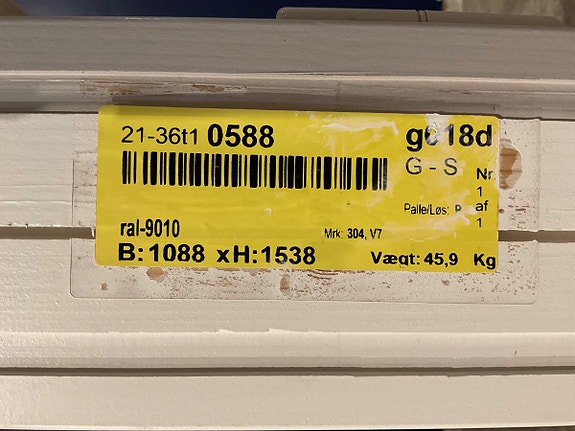 21-36t1 0588
g618d
G - S
Nr
1
Palle/Løs: P
af
1
ral-9010
Mrk: 304, V7
B:1088 xH:1538
Vægt: 45,9 Kg